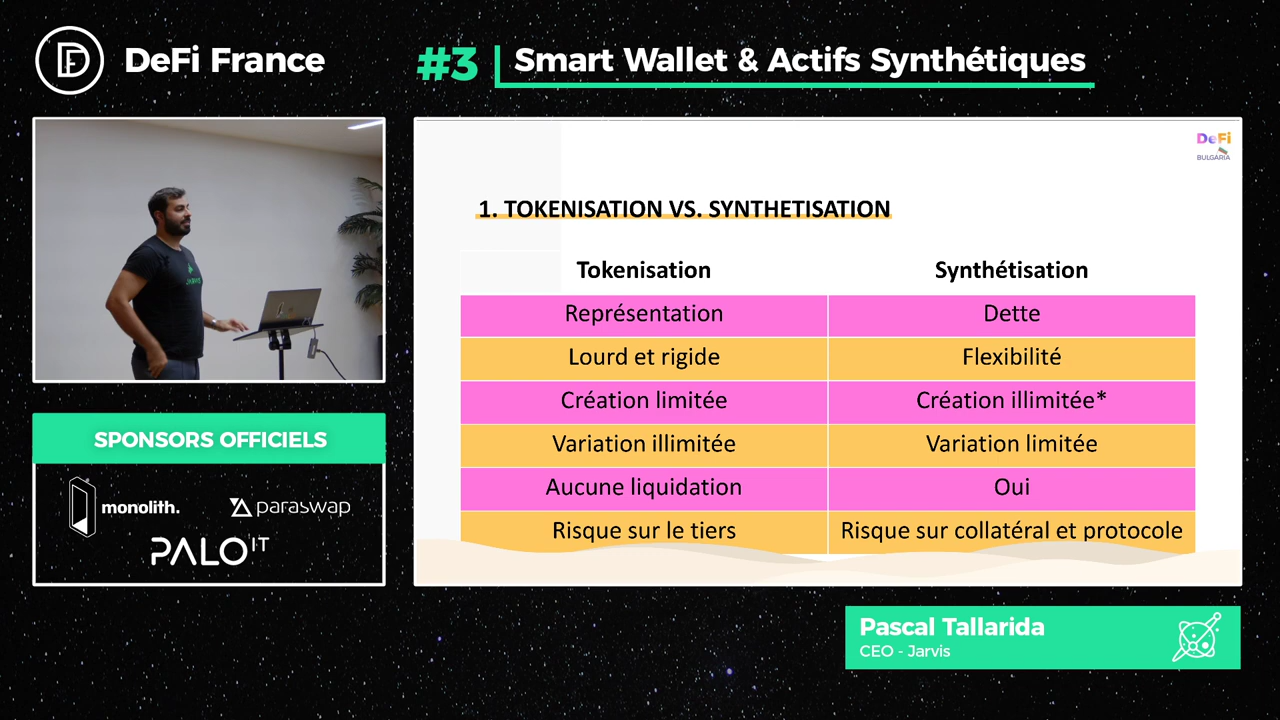 DeFi France
#3 Smart Wallet & Actifs Synthétiques
DeFi
BULGARIA
1. TOKENISATION VS. SYNTHETISATION
Tokenisation Synthétisation
Représentation Dette
Lourd et rigide Flexibilité
Création limitée Création illimitée*
Variation illimitée Variation limitée
Aucune liquidation Oui
Risque sur le tiers Risque sur collatéral et protocole
JARVIS
SPONSORS OFFICIELS
monolith. paraswap
PALO IT
Pascal Tallarida
CEO - Jarvis